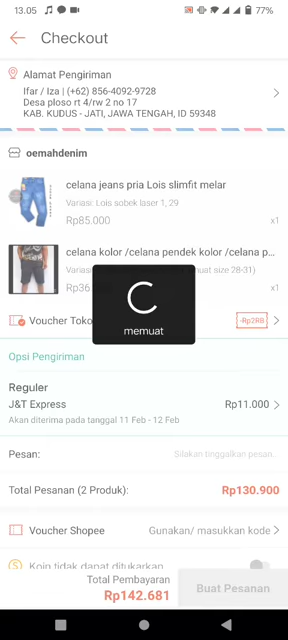 13.05
77%
Checkout
Alamat Pengiriman
Ifar / Iza | (+62) 856-4092-9728
Desa ploso rt 4/rw 2 no 17
KAB. KUDUS - JATI, JAWA TENGAH, ID 59348
oemahdenim
celana jeans pria Lois slimfit melar
Variasi: Lois sobek laser 1, 29
Rp85.000
x1
celana kolor /celana pendek kolor /celana p...
Variasi
muat size 28-31)
Rp36
x1
memuat
Voucher Toko
-Rp2RB
Opsi Pengiriman
Reguler
J&T Express
Rp11.000
Akan diterima pada tanggal 11 Feb - 12 Feb
Pesan:
Silakan tinggalkan pesan..
Total Pesanan (2 Produk):
Rp130.900
Voucher Shopee
Gunakan/ masukkan kode
Koin tidak dapat ditukarkan
Total Pembayaran
Rp142.681
Buat Pesanan